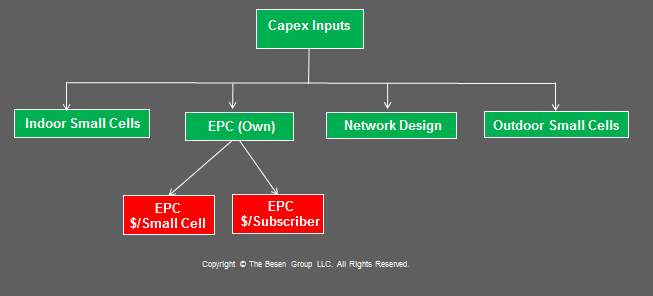 Capex Inputs
Indoor Small Cells
EPC (Own)
Network Design
Outdoor Small Cells
EPC
$/Small Cell
EPC
$/Subscriber
Copyright © The Besen Group LLC. All Rights Reserved.